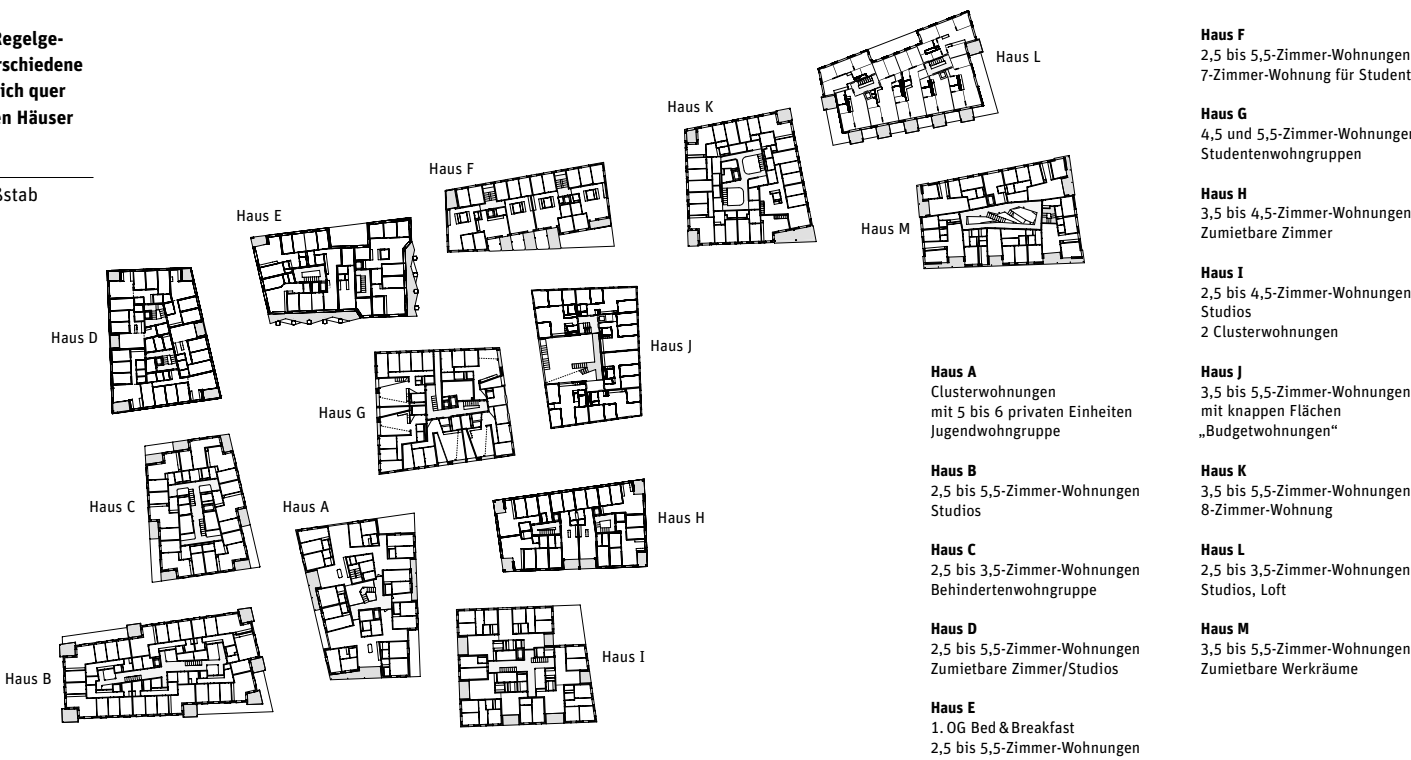 Regelge-
rschiedene
ich quer
en Häuser
ßstab
Haus L
Haus K
Haus F
Haus E
Haus M
Haus D
Haus J
Haus G
Haus C
Haus A
Haus H
Haus B
Haus I
Haus A
Clusterwohnungen
mit 5 bis 6 privaten Einheiten
Jugendwohngruppe
Haus B
2,5 bis 5,5-Zimmer-Wohnungen
Studios
Haus C
2,5 bis 3,5-Zimmer-Wohnungen
Behindertenwohngruppe
Haus D
2,5 bis 5,5-Zimmer-Wohnungen
Zumietbare Zimmer/Studios
Haus E
1. OG Bed & Breakfast
2,5 bis 5,5-Zimmer-Wohnungen
Haus F
2,5 bis 5,5-Zimmer-Wohnungen
7-Zimmer-Wohnung für Student
Haus G
4,5 und 5,5-Zimmer-Wohnungen
Studentenwohngruppen
Haus H
3,5 bis 4,5-Zimmer-Wohnungen
Zumietbare Zimmer
Haus I
2,5 bis 4,5-Zimmer-Wohnungen
Studios
2 Clusterwohnungen
Haus J
3,5 bis 5,5-Zimmer-Wohnungen
mit knappen Flächen
„Budgetwohnungen“
Haus K
3,5 bis 5,5-Zimmer-Wohnungen
8-Zimmer-Wohnung
Haus L
2,5 bis 3,5-Zimmer-Wohnungen
Studios, Loft
Haus M
3,5 bis 5,5-Zimmer-Wohnungen
Zumietbare Werkräume